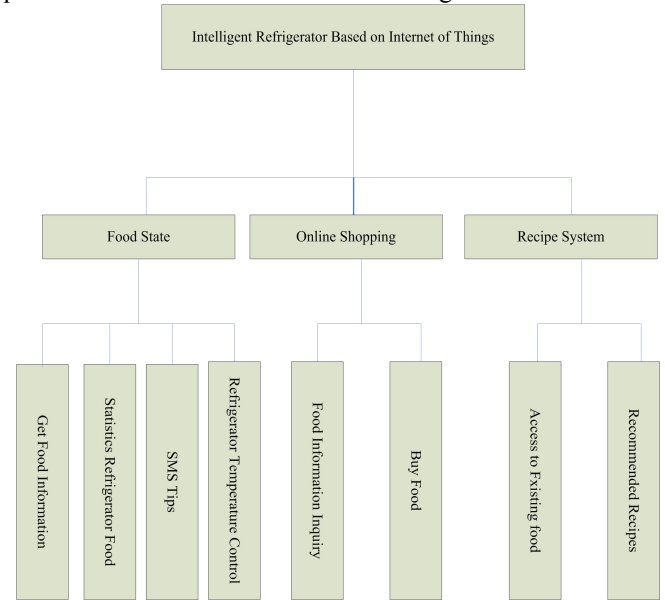 Intelligent Refrigerator Based on Internet of Things
Food State
Online Shopping
Recipe System
Get Food Information
Statistics Refrigerator Food
SMS Tips
Refrigerator Temperature Control
Food Information Inquiry
Buy Food
Access to Fxisting food
Recommended Recipes